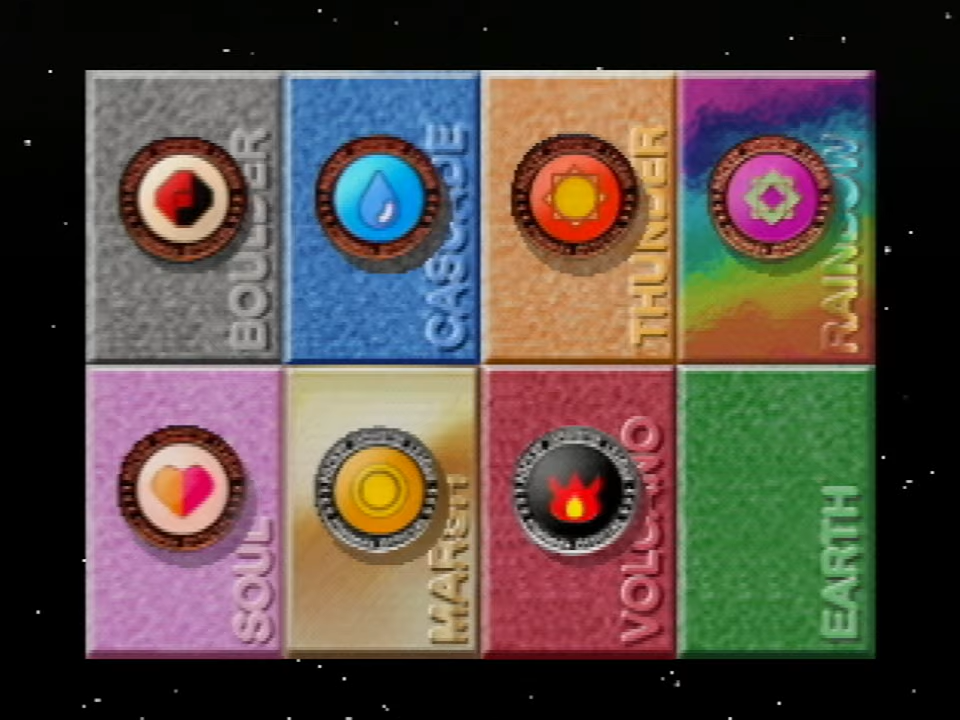 BOULDER
CASCADE
THUNDER
RAINBOW
SOUL
MARSH
VOLCANO
EARTH